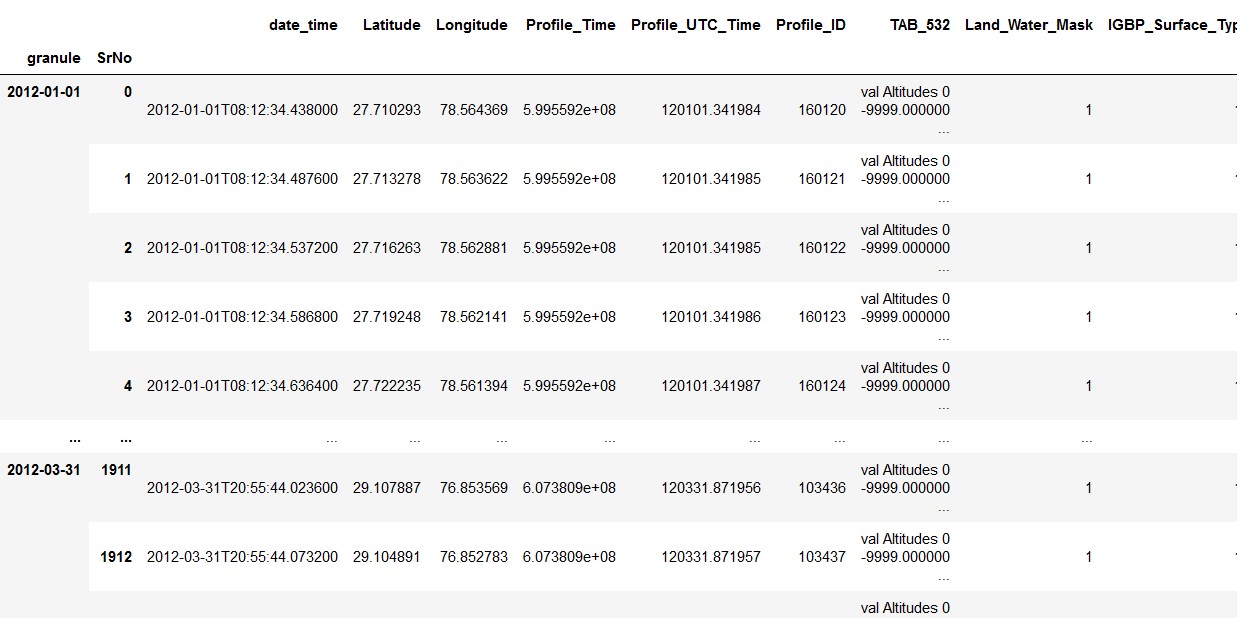 date_time Latitude Longitude Profile_Time Profile_UTC_Time Profile_ID TAB_532 Land_Water_Mask IGBP_Surface_Typ
granule SrNo
2012-01-01 0 val Altitudes 0
2012-01-01T08:12:34.438000 27.710293 78.564369 5.995592e+08 120101.341984 160120 -9999.000000 1
...
val Altitudes 0
1 2012-01-01T08:12:34.487600 27.713278 78.563622 5.995592e+08 120101.341985 160121 -9999.000000 1
...
val Altitudes 0
2 2012-01-01T08:12:34.537200 27.716263 78.562881 5.995592e+08 120101.341985 160122 -9999.000000 1
...
val Altitudes 0
3 2012-01-01T08:12:34.586800 27.719248 78.562141 5.995592e+08 120101.341986 160123 -9999.000000 1
...
val Altitudes 0
4 2012-01-01T08:12:34.636400 27.722235 78.561394 5.995592e+08 120101.341987 160124 -9999.000000 1
...
... ... ... ... ... ... ... ... ... ...
2012-03-31 1911 val Altitudes 0
2012-03-31T20:55:44.023600 29.107887 76.853569 6.073809e+08 120331.871956 103436 -9999.000000 1
...
val Altitudes 0
1912 2012-03-31T20:55:44.073200 29.104891 76.852783 6.073809e+08 120331.871957 103437 -9999.000000 1
...
val Altitudes 0